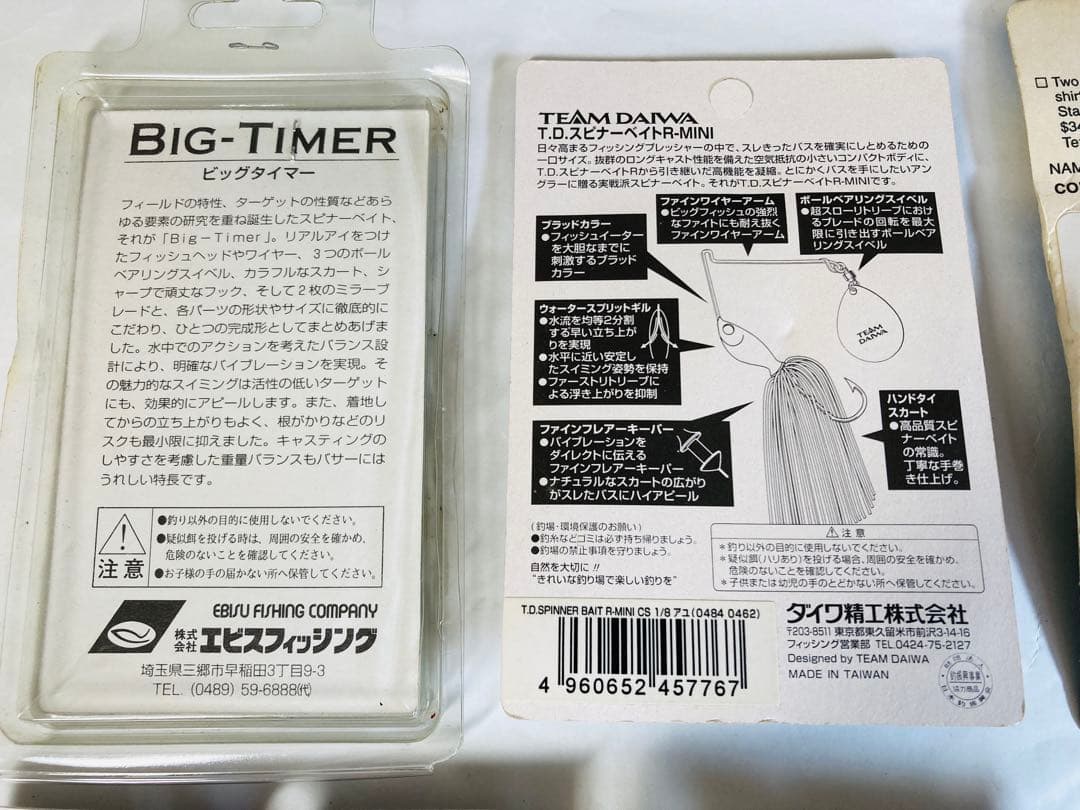 BIG-TIMER
ビッグタイマー
フィールドの特性、ターゲットの性質などあら
ゆる要素の研究を重ね誕生したスピナーベイト、
それが「Big-Timer」。リアルアイをつけ
たフィッシュヘッドやワイヤー、3つのボール
ベアリングスイベル、カラフルなスカート、シ
ャープで頑丈なフック、そして2枚のミラーブ
レードと、各パーツの形状やサイズに徹底的に
こだわり、ひとつの完成形としてまとめあげま
した。水中でのアクションを考えたバランス設
計により、明確なバイブレーションを実現。そ
の魅力的なスイミングは活性の低いターゲット
にも、効果的にアピールします。また、着地し
てからの立ち上がりもよく、根がかりなどのリ
スクも最小限に抑えました。キャスティングの
しやすさを考慮した重量バランスもバサーには
うれしい特長です。
注意
●釣り以外の目的に使用しないでください。
●疑似餌を投げる時は、周囲の安全を確かめ、
危険のないことを確認してください。
●お子様の手の届かない所へ保管してください。
EBISU FISHING COMPANY
株式会社 エビスフィッシング
埼玉県三郷市早稲田3丁目9-3
TEL. (0489) 59-6888㈹
TEAM DAIWA
T.D.スピナーベイトR-MINI
日々高まるフィッシングプレッシャーの中で、スレきったバスを確実にしとめるための
一口サイズ。抜群のロングキャスト性能を備えた空気抵抗の小さいコンパクトボディに、
T.D.スピナーベイトRから引き継いだ高機能を凝縮。とにかくバスを手にしたいアン
グラーに贈る実戦派スピナーベイト。それがT.D.スピナーベイトR-MINIです。
ファインワイヤーアーム
●ビッグフィッシュの強烈
なファイトにも耐え抜く
ファインワイヤーアーム
ボールベアリングスイベル
●超スローリトリーブにおけ
るブレードの回転を最大
限に引き出すボールベア
リングスイベル
ブラッドカラー
●フィッシュイーター
を大胆なまでに
刺激するブラッド
カラー
ウォータースプリットギル
●水流を均等2分割
する早い立ち上が
りを実現
●水平に近い安定し
たスイミング姿勢を保持
●ファーストリトリーブに
よる浮き上がりを抑制
TEAM
DAIWA
ファインフレアーキーパー
●バイブレーションを
ダイレクトに伝える
ファインフレアーキーパー
●ナチュラルなスカートの広がり
がスレたバスにハイアピール
ハンドタイ
スカート
●高品質スピ
ナーベイト
の常識。
丁寧な手巻
き仕上げ。
(釣場・環境保護のお願い)
●釣糸などゴミは必ず持ち帰りましょう。
●釣場の禁止事項を守りましょう。
自然を大切に!!
“きれいな釣り場で楽しい釣りを”
注意
＊釣り以外の目的に使用しないでください。
＊疑似餌(ハリあり)を投げる場合、周囲の安全を確かめ、
危険のないことを確認してください。
＊子供または幼児の手のとどかない所へ保管してください。
T.D.SPINNER BAIT R-MINI CS 1/8 アユ(0484 0462)
4 960652 457767
ダイワ精工株式会社
〒203-8511 東京都東久留米市前沢3-14-16
フィッシング営業部 TEL.0424-75-2127
Designed by TEAM DAIWA
MADE IN TAIWAN
釣振興事業
協力商品
□ Two
shir
Sta
$34
Te
NAM
CO